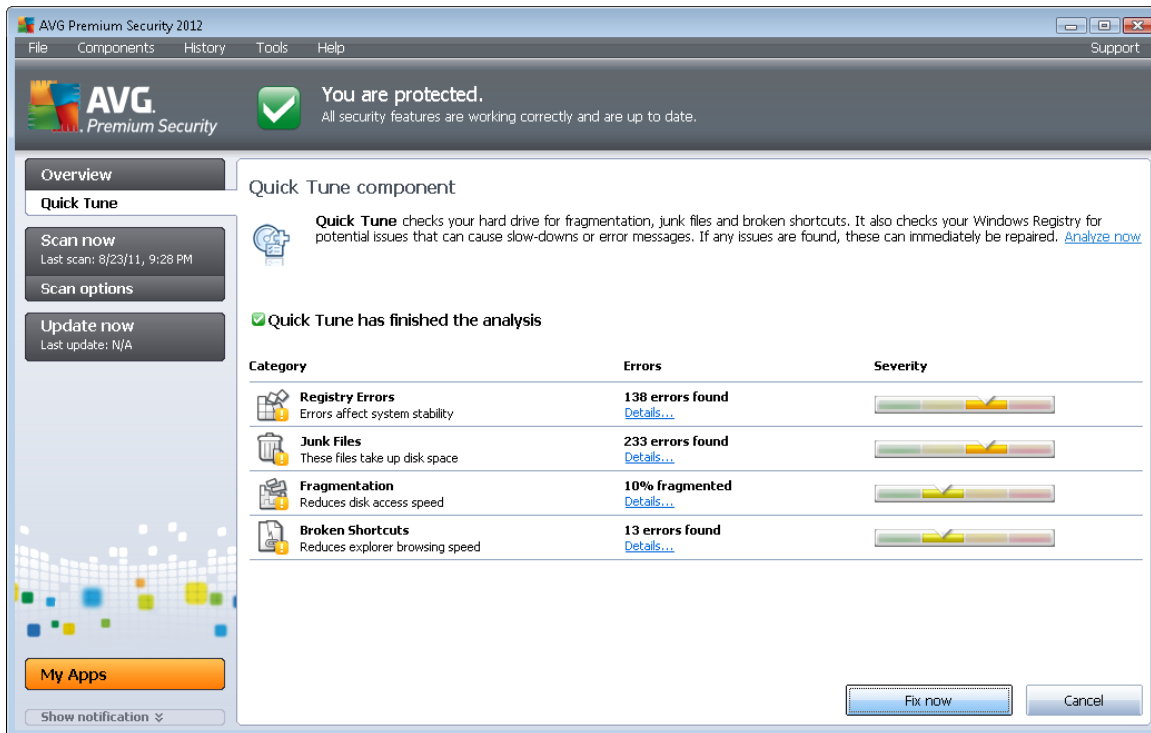 AVG Premium Security 2012
File Components History Tools Help Support
AVG.
Premium Security
You are protected.
All security features are working correctly and are up to date.
Overview
Quick Tune
Scan now
Last scan: 8/23/11, 9:28 PM
Scan options
Update now
Last update: N/A
My Apps
Show notification
Quick Tune component
Quick Tune checks your hard drive for fragmentation, junk files and broken shortcuts. It also checks your Windows Registry for
potential issues that can cause slow-downs or error messages. If any issues are found, these can immediately be repaired. Analyze now
Quick Tune has finished the analysis
Category Errors Severity
Registry Errors 138 errors found
Errors affect system stability Details...
Junk Files 233 errors found
These files take up disk space Details...
Fragmentation 10% fragmented
Reduces disk access speed Details...
Broken Shortcuts 13 errors found
Reduces explorer browsing speed Details...
Fix now Cancel